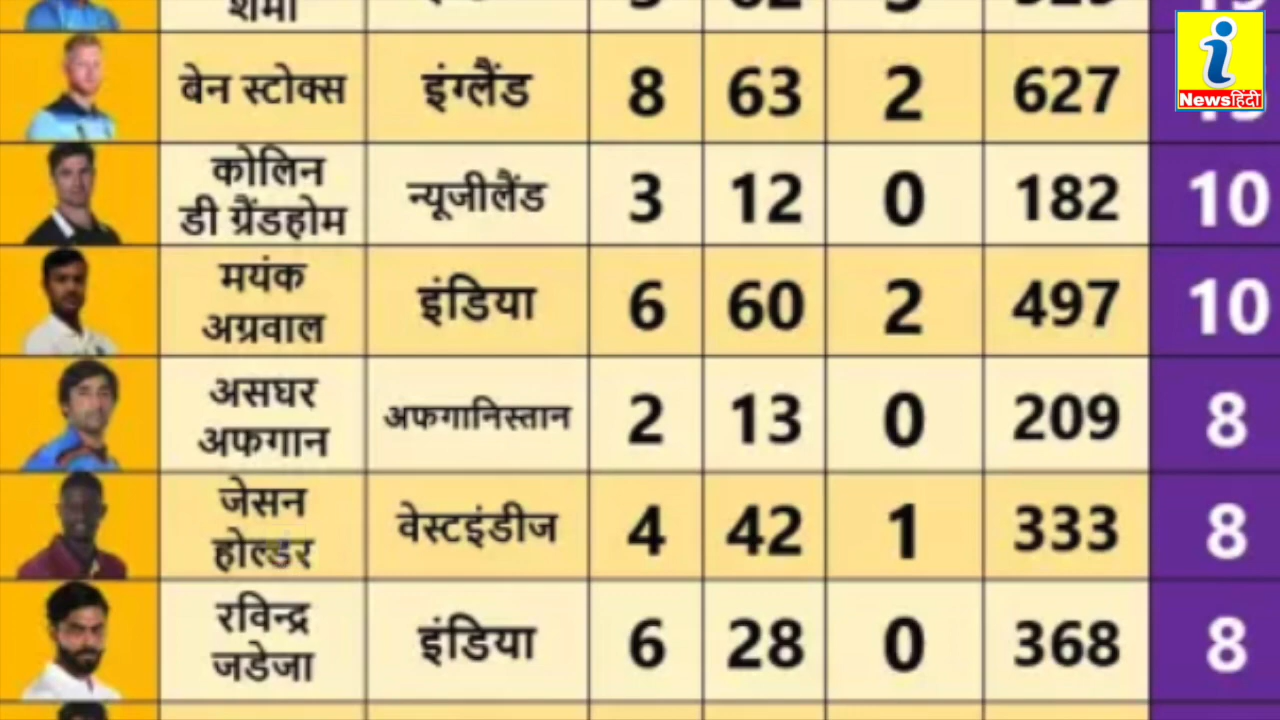 शर्मा
बेन स्टोक्स इंग्लैंड 8 63 2 627
कोलिन
डी ग्रैंडहोम न्यूजीलैंड 3 12 0 182 10
मयंक
अग्रवाल इंडिया 6 60 2 497 10
असघर
अफगान अफगानिस्तान 2 13 0 209 8
जेसन
होल्डर वेस्टइंडीज 4 42 1 333 8
रविन्द्र
जडेजा इंडिया 6 28 0 368 8
i
Newsहिंदी